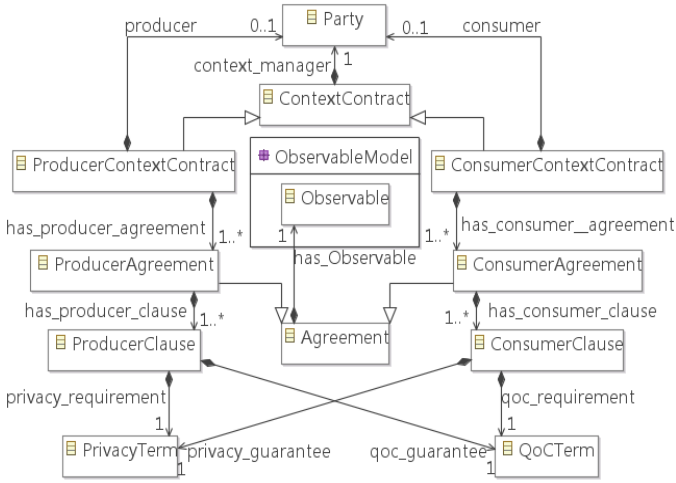 producer
0..1
Party
0..1
consumer
context_manager
1
ContextContract
ProducerContextContract
ObservableModel
ConsumerContextContract
Observable
has_producer_agreement
1..*
1
1..*
has_consumer__agreement
has_Observable
ProducerAgreement
ConsumerAgreement
has_producer_clause
1..*
1..*
has_consumer_clause
ProducerClause
Agreement
ConsumerClause
privacy_requirement
qoc_requirement
1
1
PrivacyTerm
privacy_guarantee
qoc_guarantee
QoCTerm
1
1